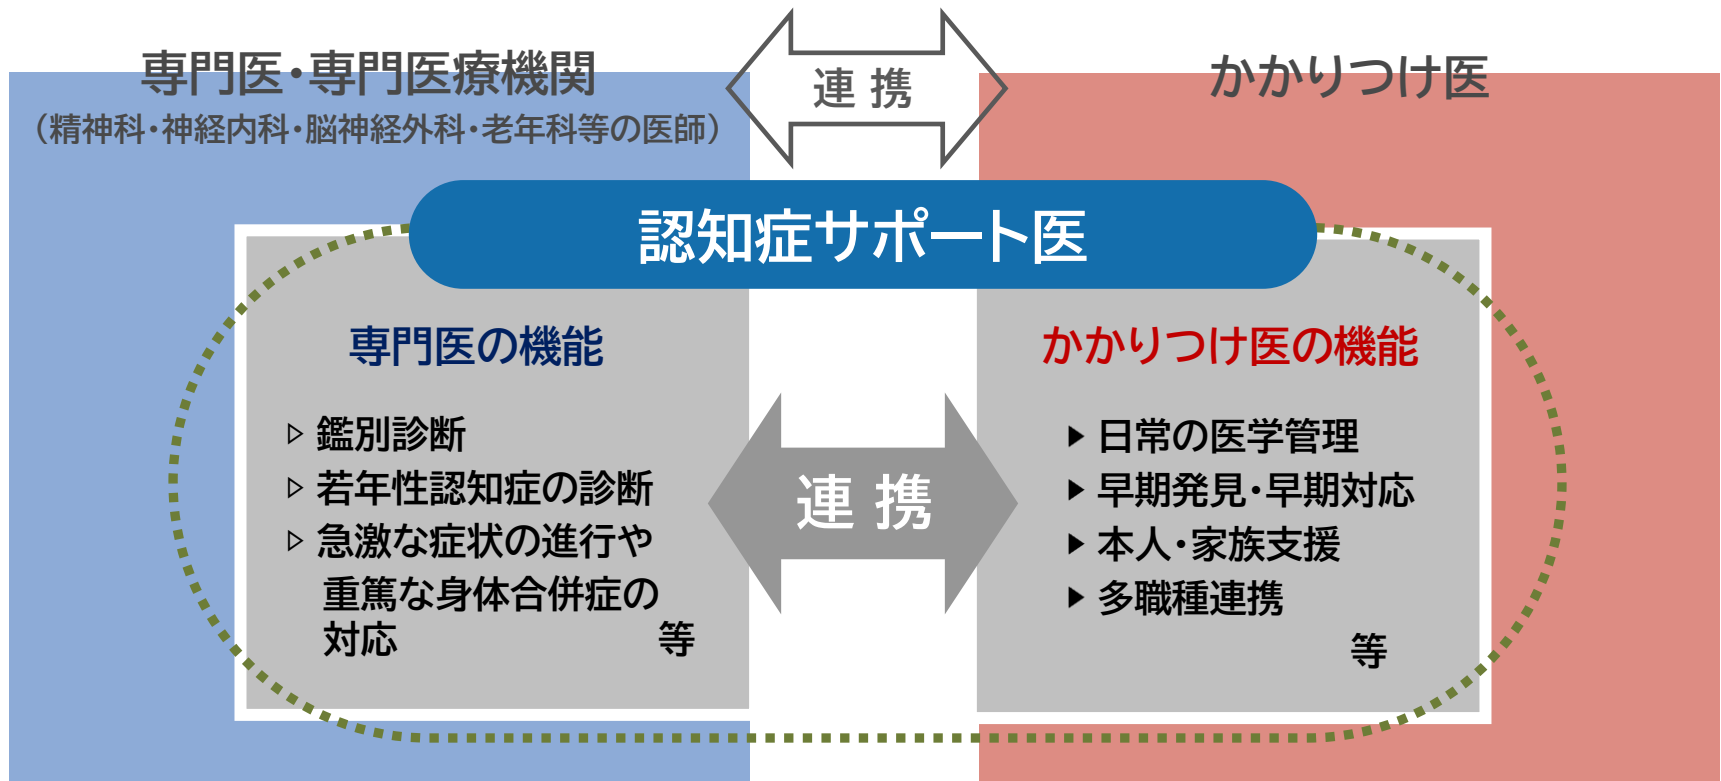 専門医・専門医療機関
（精神科・神経内科・脳神経外科・老年科等の医師）
連 携
かかりつけ医
認知症サポート医
専門医の機能
▷ 鑑別診断
▷ 若年性認知症の診断
▷ 急激な症状の進行や
重篤な身体合併症の
対応 等
連 携
かかりつけ医の機能
▶ 日常の医学管理
▶ 早期発見・早期対応
▶ 本人・家族支援
▶ 多職種連携
等